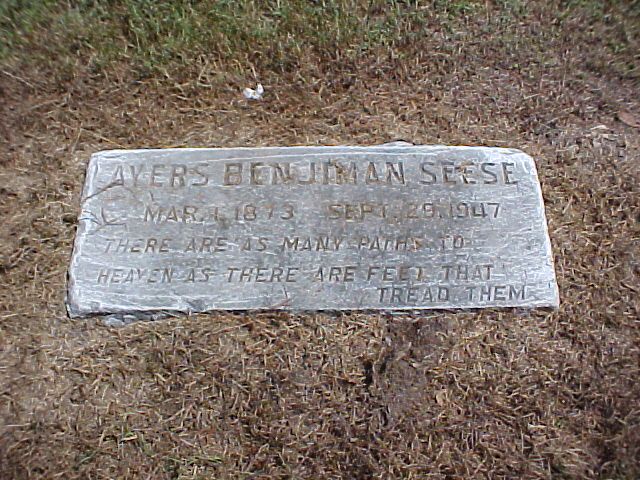 AYERS BENJIMAN SEESE
MAR. 1, 1873 SEPT. 29, 1947
THERE ARE AS MANY PATHS TO
HEAVEN AS THERE ARE FEET THAT
TREAD THEM